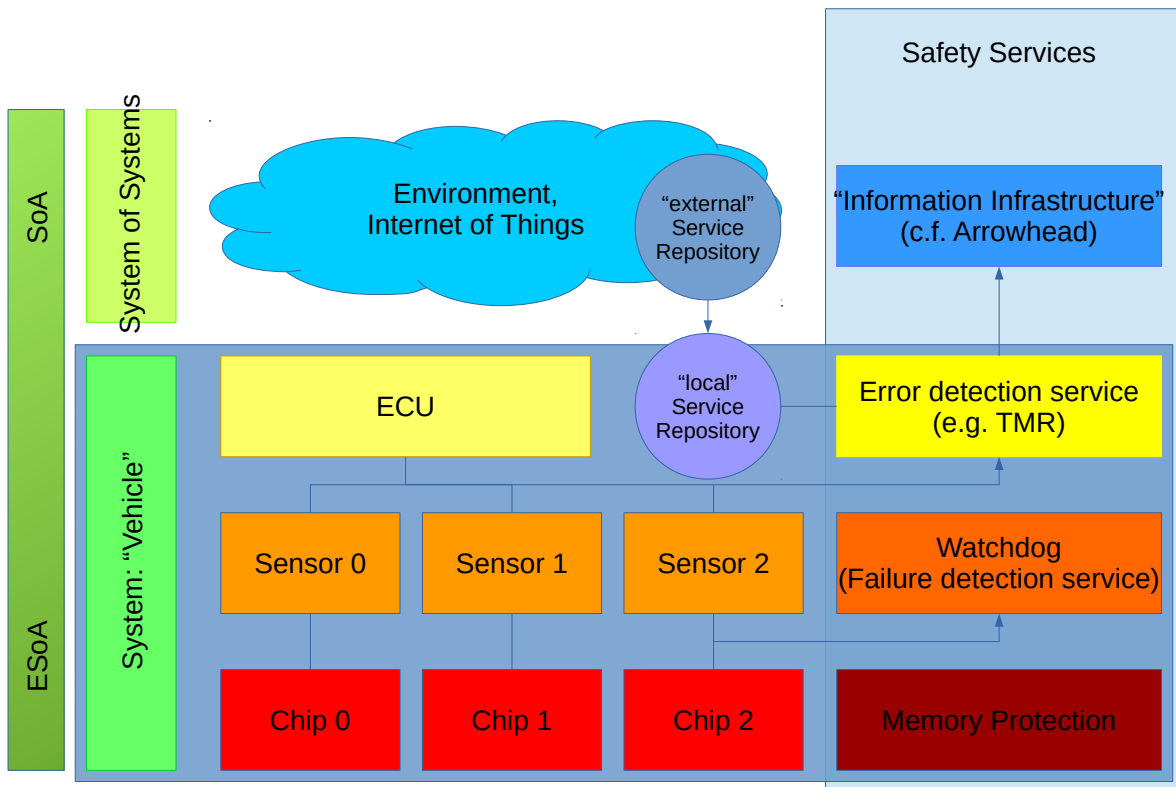 Safety Services
SoA
System of Systems
Environment,
Internet of Things
“external”
Service
Repository
“Information Infrastructure”
(c.f. Arrowhead)
ESoA
System: “Vehicle”
ECU
“local”
Service
Repository
Error detection service
(e.g. TMR)
Sensor 0
Sensor 1
Sensor 2
Watchdog
(Failure detection service)
Chip 0
Chip 1
Chip 2
Memory Protection